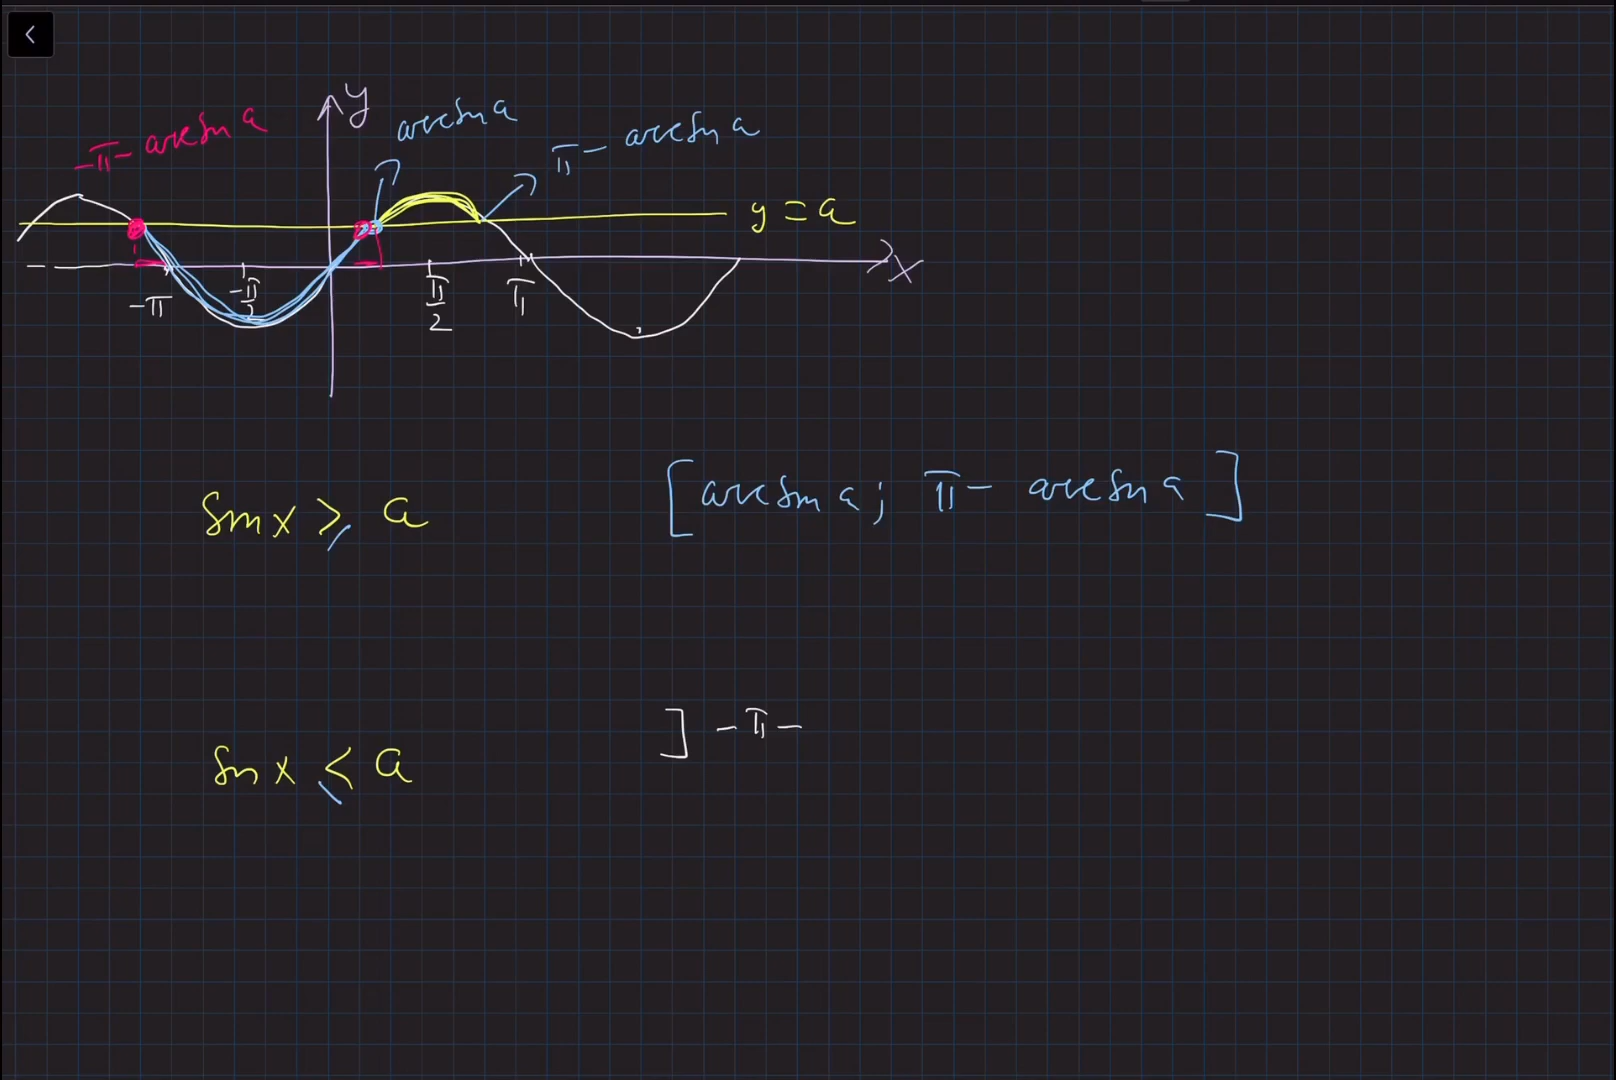 y
arcsin a
-π- arcsin a
π- arcsin a
y = a
x
-π
-π/2
π/2
π
sin x ⩾ a
[arcsin a; π- arcsin a]
] -π-
sin x < a